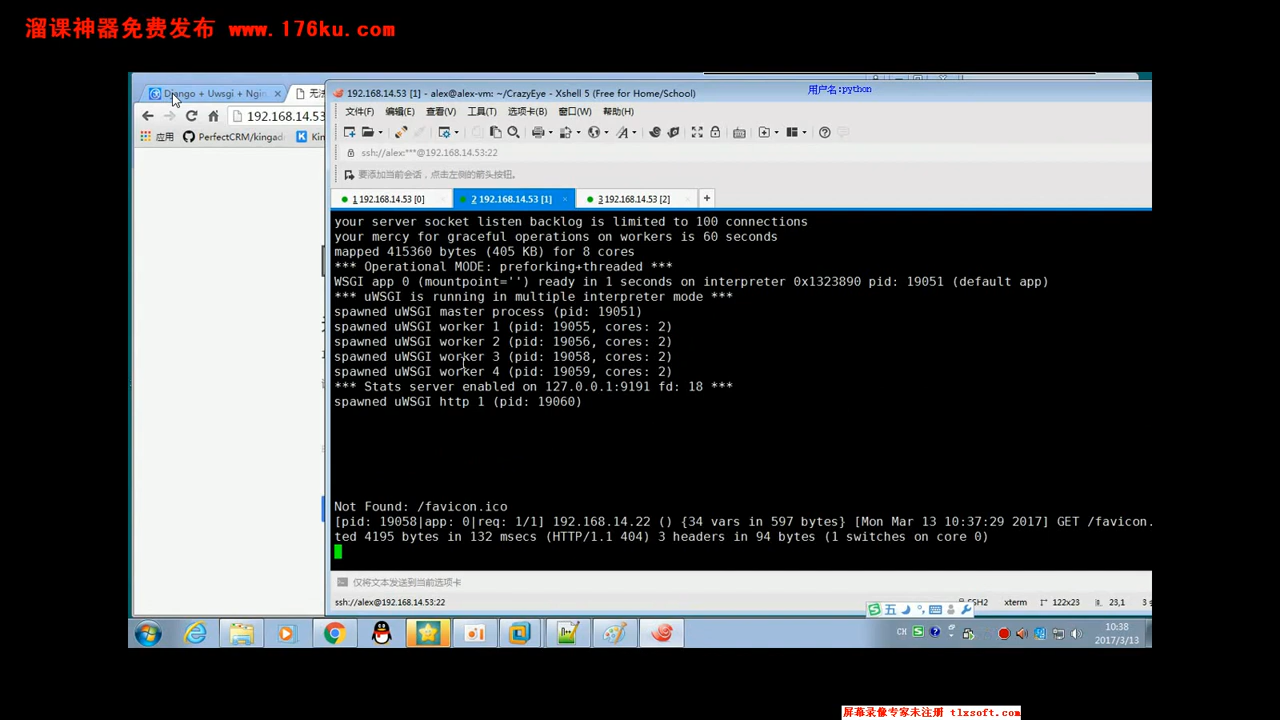 溜课神器免费发布 www.176ku.com
Django + Uwsgi + Ngin
192.168.14.53 [1] - alex@alex-vm: ~/CrazyEye - Xshell 5 (Free for Home/School)
用户名:python
192.168.14.53
文件(F) 编辑(E) 查看(V) 工具(T) 选项卡(B) 窗口(W) 帮助(H)
应用 PerfectCRM/kingad
ssh://alex:***@192.168.14.53:22
要添加当前会话，点击左侧的箭头按钮。
1 192.168.14.53 [0] 2 192.168.14.53 [1] 3 192.168.14.53 [2]
your server socket listen backlog is limited to 100 connections
your mercy for graceful operations on workers is 60 seconds
mapped 415360 bytes (405 KB) for 8 cores
*** Operational MODE: preforking+threaded ***
WSGI app 0 (mountpoint='') ready in 1 seconds on interpreter 0x1323890 pid: 19051 (default app)
*** uWSGI is running in multiple interpreter mode ***
spawned uWSGI master process (pid: 19051)
spawned uWSGI worker 1 (pid: 19055, cores: 2)
spawned uWSGI worker 2 (pid: 19056, cores: 2)
spawned uWSGI worker 3 (pid: 19058, cores: 2)
spawned uWSGI worker 4 (pid: 19059, cores: 2)
*** Stats server enabled on 127.0.0.1:9191 fd: 18 ***
spawned uWSGI http 1 (pid: 19060)
Not Found: /favicon.ico
[pid: 19058|app: 0|req: 1/1] 192.168.14.22 () {34 vars in 597 bytes} [Mon Mar 13 10:37:29 2017] GET /favicon.
ted 4195 bytes in 132 msecs (HTTP/1.1 404) 3 headers in 94 bytes (1 switches on core 0)
仅将文本发送到当前选项卡
ssh://alex@192.168.14.53:22 SSH2 xterm 122x23 23,1
五
CH 10:38
2017/3/13
屏幕录像专家未注册 tlxsoft.com